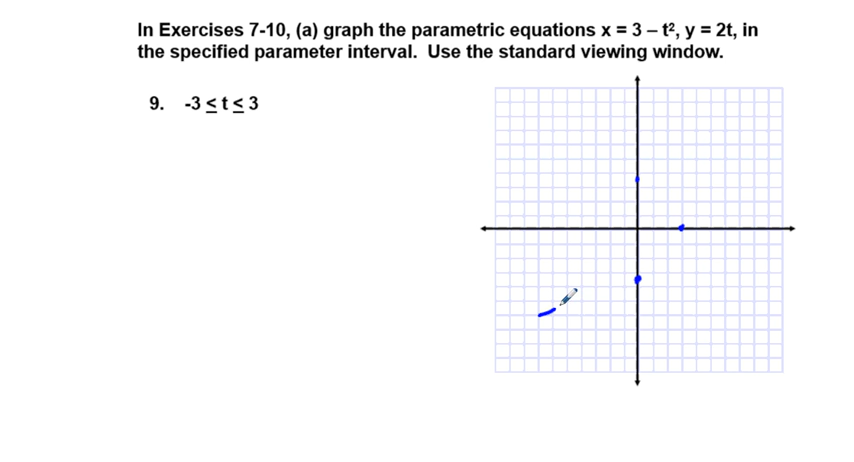 In Exercises 7-10, (a) graph the parametric equations x = 3 – t², y = 2t, in
the specified parameter interval.  Use the standard viewing window.
9.   -3 ≤ t ≤ 3